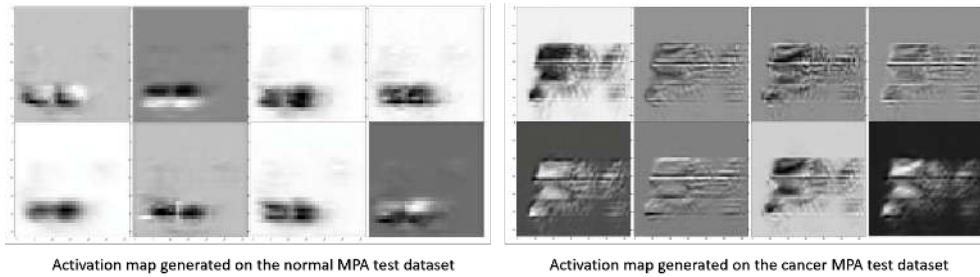 Activation map generated on the normal MPA test dataset
Activation map generated on the cancer MPA test dataset